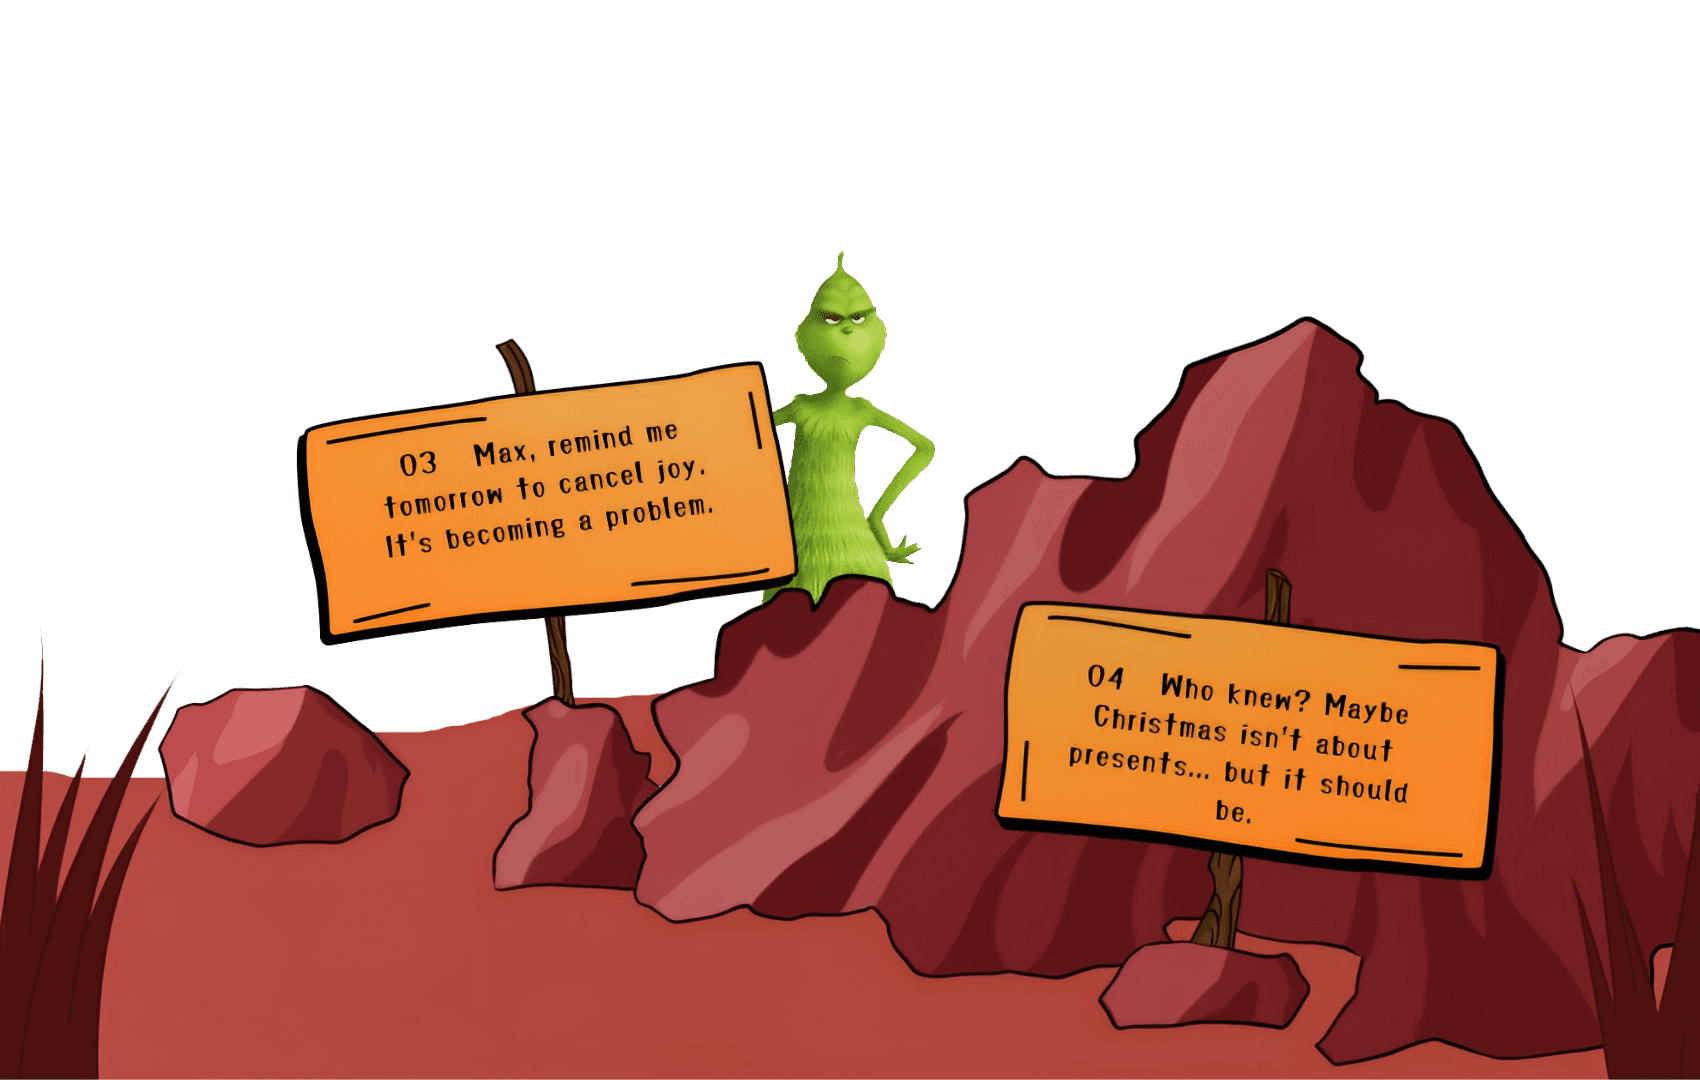 03 Max, remind me
tomorrow to cancel joy.
It's becoming a problem.
04 Who knew? Maybe
Christmas isn't about
presents... but it should
be.